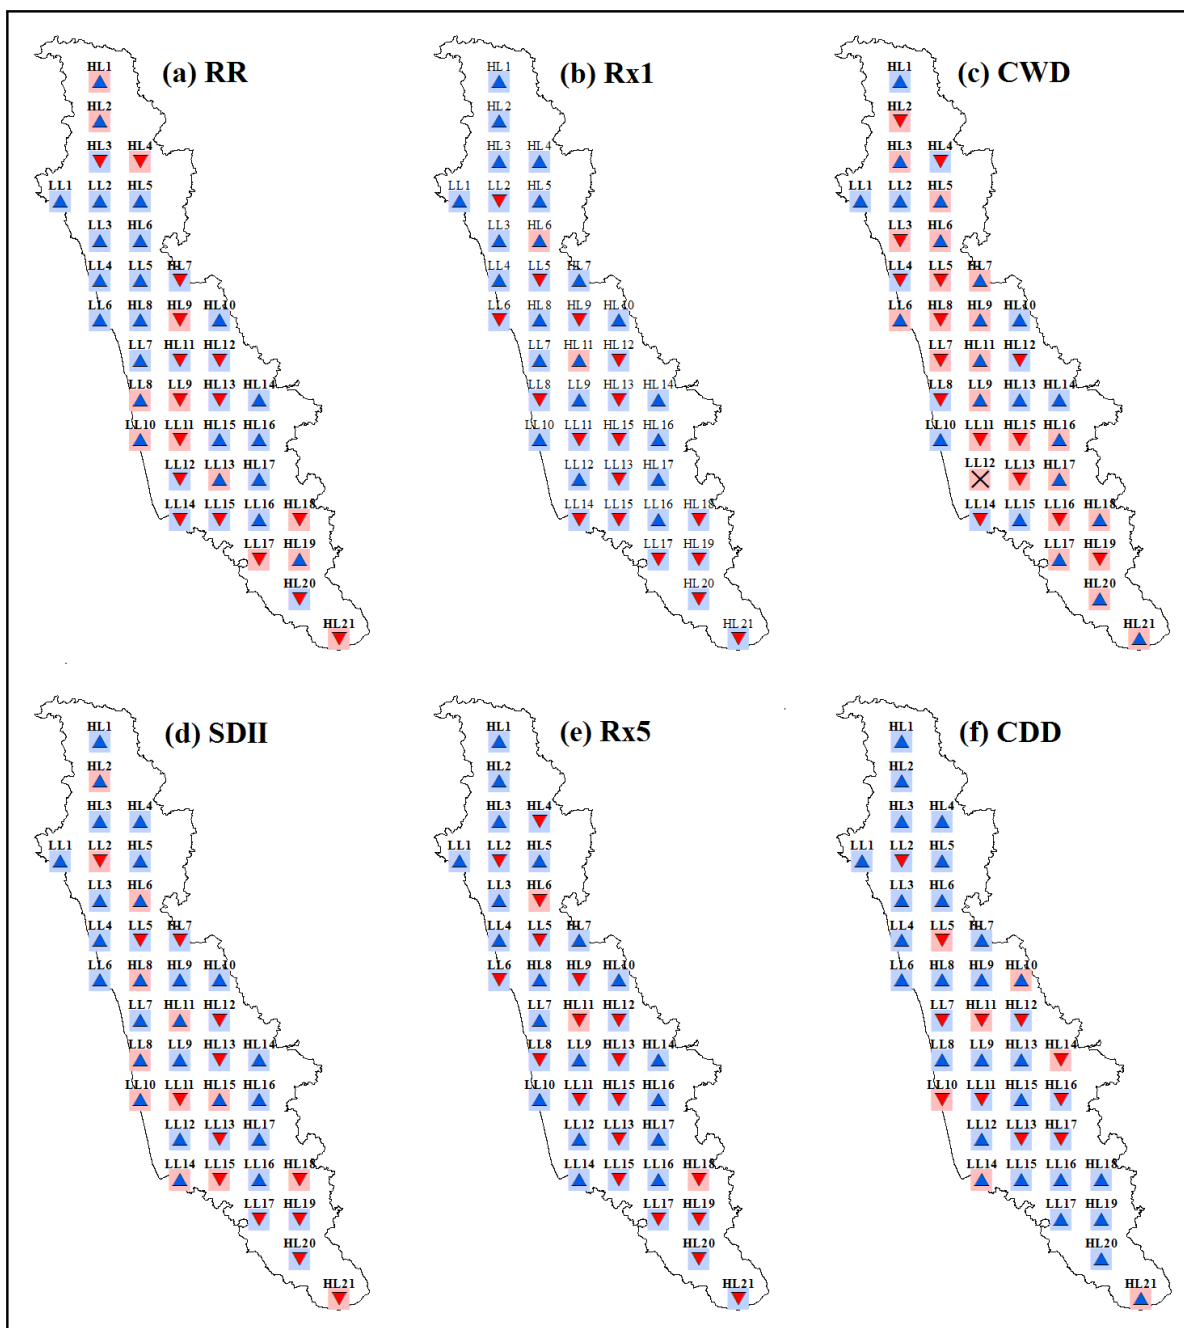 HL1 (a) RR
HL2
HL3 HL4
LL1 LL2 HL5
LL3 HL6
LL4 LL5 HL7
LL6 HL8 HL9 HL10
LL7 HL11 HL12
LL8 LL9 HL13 HL14
LL10 LL11 HL15 HL16
LL12 LL13 HL17
LL14 LL15 LL16 HL18
LL17 HL19
HL20
HL21
HL1 (b) Rx1
HL2
HL3 HL4
LL1 LL2 HL5
LL3 HL6
LL4 LL5 HL7
LL6 HL8 HL9 HL10
LL7 HL11 HL12
LL8 LL9 HL13 HL14
LL10 LL11 HL15 HL16
LL12 LL13 HL17
LL14 LL15 LL16 HL18
LL17 HL19
HL20
HL21
HL1 (c) CWD
HL2
HL3 HL4
LL1 LL2 HL5
LL3 HL6
LL4 LL5 HL7
LL6 HL8 HL9 HL10
LL7 HL11 HL12
LL8 LL9 HL13 HL14
LL10 LL11 HL15 HL16
LL12 LL13 HL17
LL14 LL15 LL16 HL18
LL17 HL19
HL20
HL21
HL1 (d) SDII
HL2
HL3 HL4
LL1 LL2 HL5
LL3 HL6
LL4 LL5 HL7
LL6 HL8 HL9 HL10
LL7 HL11 HL12
LL8 LL9 HL13 HL14
LL10 LL11 HL15 HL16
LL12 LL13 HL17
LL14 LL15 LL16 HL18
LL17 HL19
HL20
HL21
HL1 (e) Rx5
HL2
HL3 HL4
LL1 LL2 HL5
LL3 HL6
LL4 LL5 HL7
LL6 HL8 HL9 HL10
LL7 HL11 HL12
LL8 LL9 HL13 HL14
LL10 LL11 HL15 HL16
LL12 LL13 HL17
LL14 LL15 LL16 HL18
LL17 HL19
HL20
HL21
HL1 (f) CDD
HL2
HL3 HL4
LL1 LL2 HL5
LL3 HL6
LL4 LL5 HL7
LL6 HL8 HL9 HL10
LL7 HL11 HL12
LL8 LL9 HL13 HL14
LL10 LL11 HL15 HL16
LL12 LL13 HL17
LL14 LL15 LL16 HL18
LL17 HL19
HL20
HL21